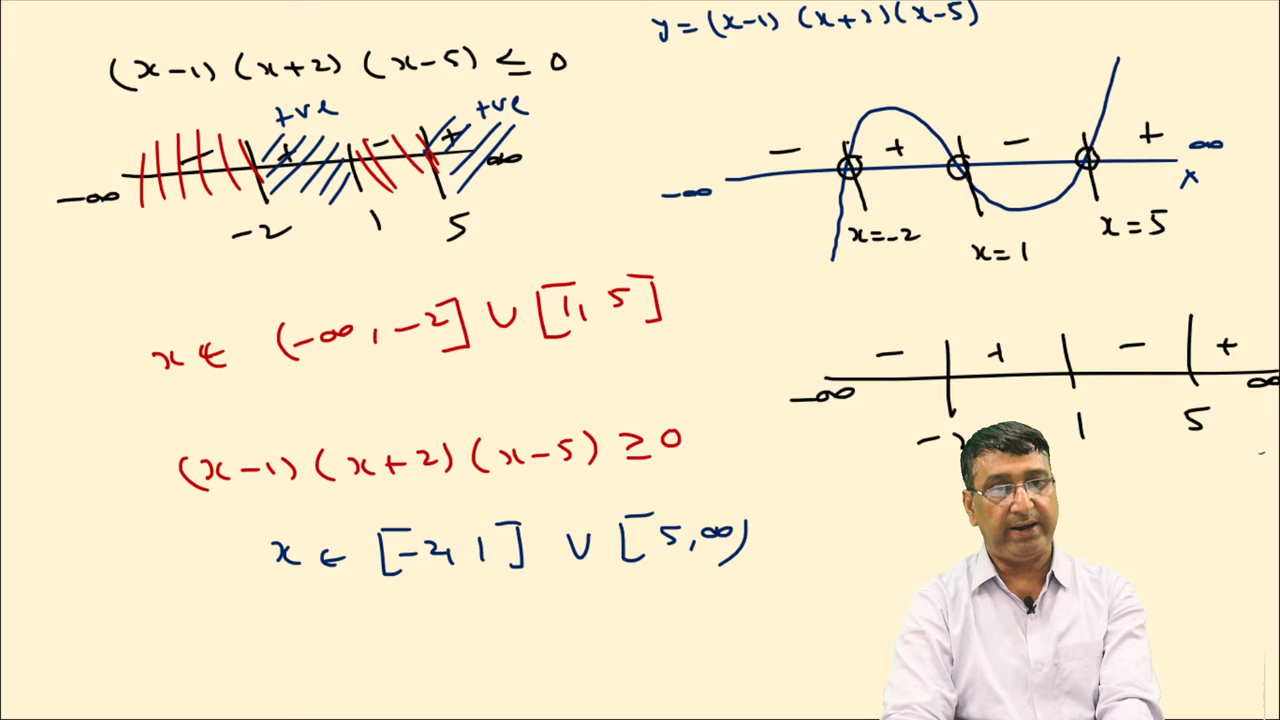 y = (x-1) (x+2)(x-5)
(x-1) (x+2) (x-5) ≤ 0
+ve +ve
- + - +
-∞ ∞
-2 1 5
- + - + ∞
-∞ x
x=-2 x=1 x=5
x ∈ (-∞, -2] ∪ [1, 5]
- + - +
-∞ ∞
1 5
(x-1) (x+2) (x-5) ≥ 0
x ∈ [-2, 1] ∪ [5, ∞)